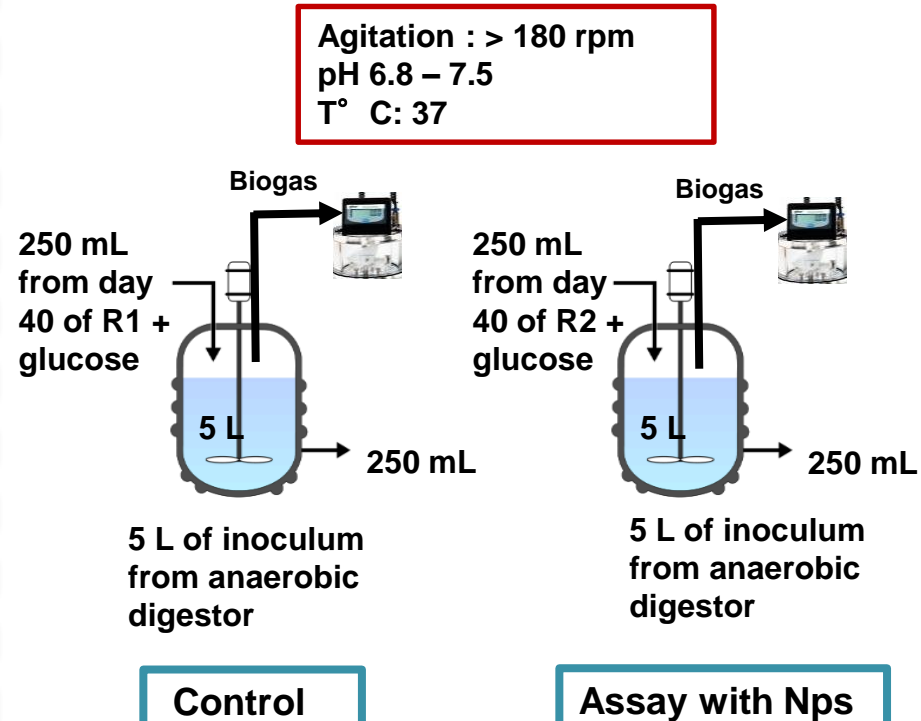 Agitation : > 180 rpm
pH 6.8 – 7.5
T° C: 37
Biogas
250 mL
from day
40 of R1 +
glucose
5 L
250 mL
5 L of inoculum
from anaerobic
digestor
Control
Biogas
250 mL
from day
40 of R2 +
glucose
5 L
250 mL
5 L of inoculum
from anaerobic
digestor
Assay with Nps